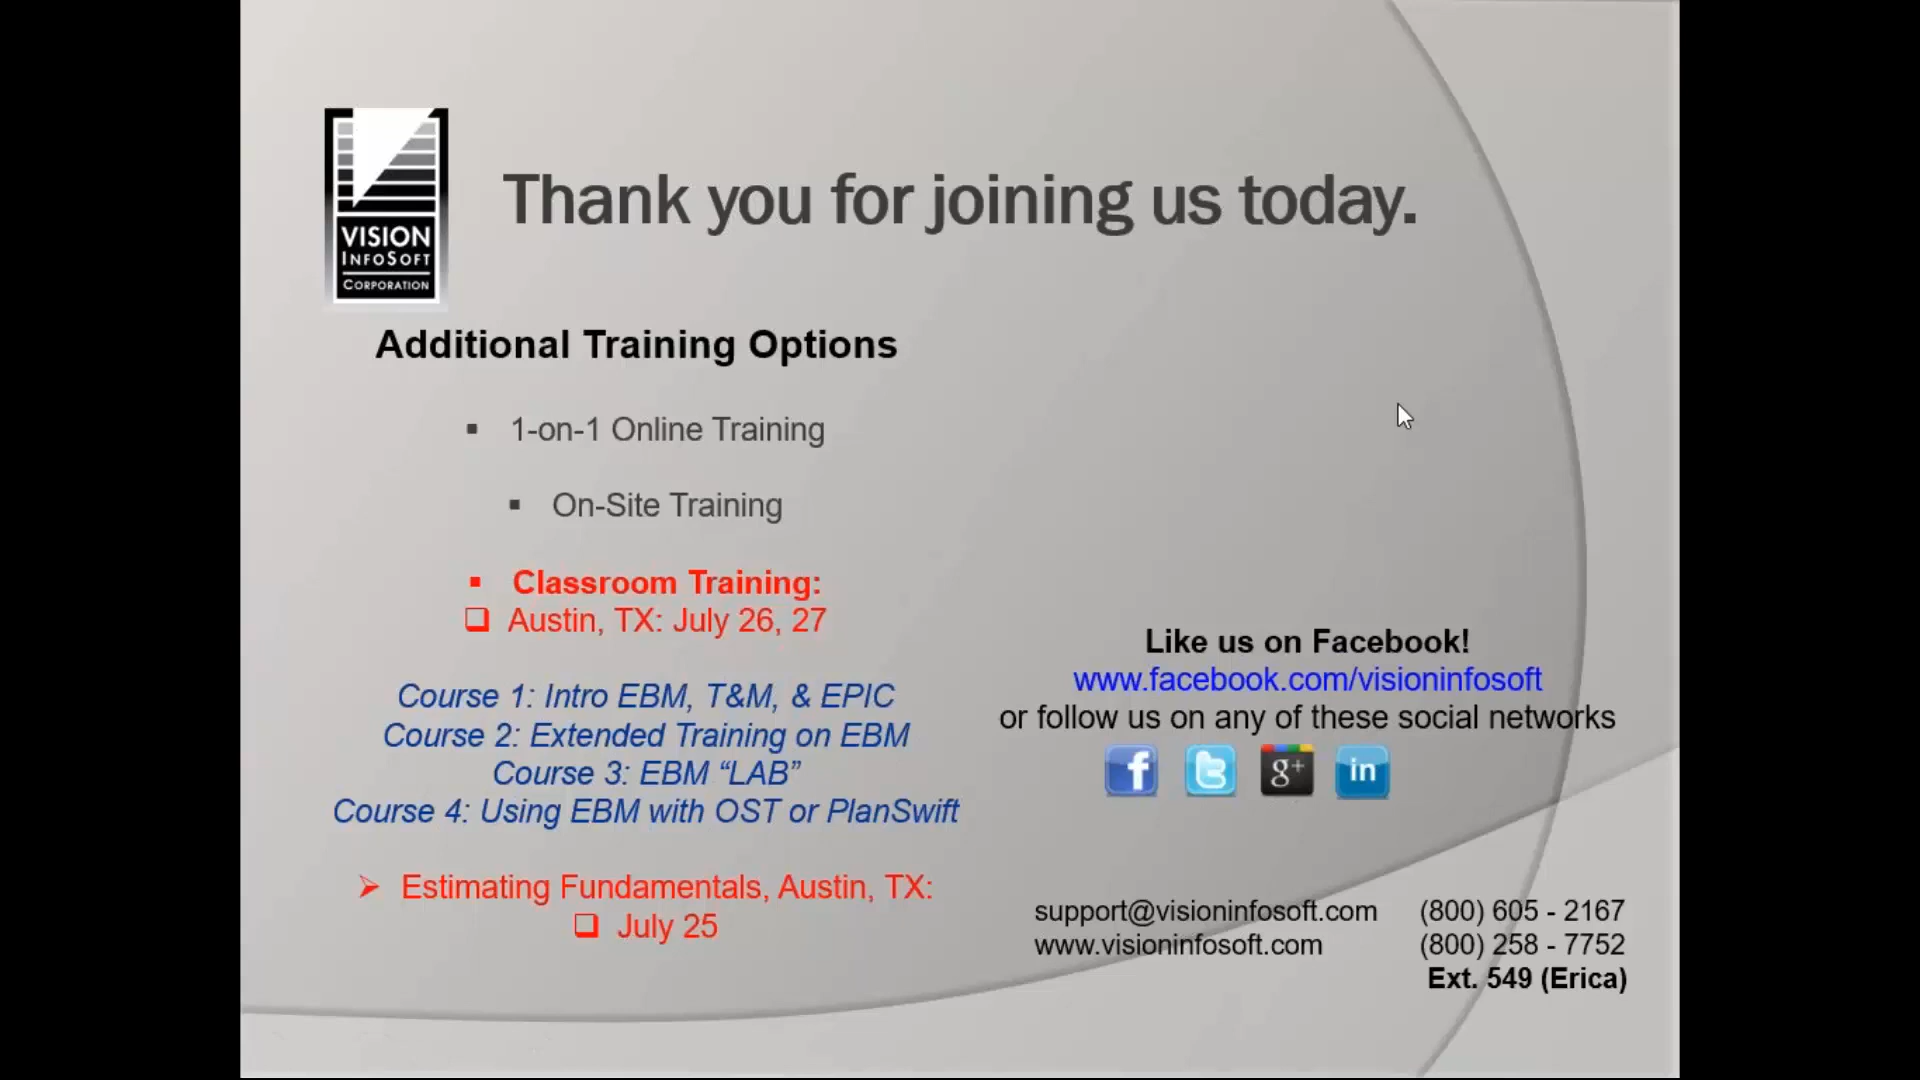 VISION
INFOSOFT
CORPORATION
Thank you for joining us today.
Additional Training Options
▪ 1-on-1 Online Training
▪ On-Site Training
▪ Classroom Training:
❑ Austin, TX: July 26, 27
Course 1: Intro EBM, T&M, & EPIC
Course 2: Extended Training on EBM
Course 3: EBM “LAB”
Course 4: Using EBM with OST or PlanSwift
➢ Estimating Fundamentals, Austin, TX:
❑ July 25
Like us on Facebook!
www.facebook.com/visioninfosoft
or follow us on any of these social networks
f t g+ in
support@visioninfosoft.com (800) 605 - 2167
www.visioninfosoft.com (800) 258 - 7752
Ext. 549 (Erica)